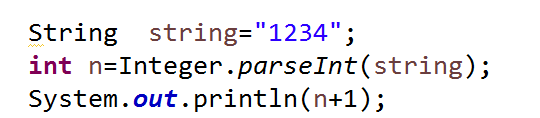 String  string="1234";
int n=Integer.parseInt(string);
System.out.println(n+1);